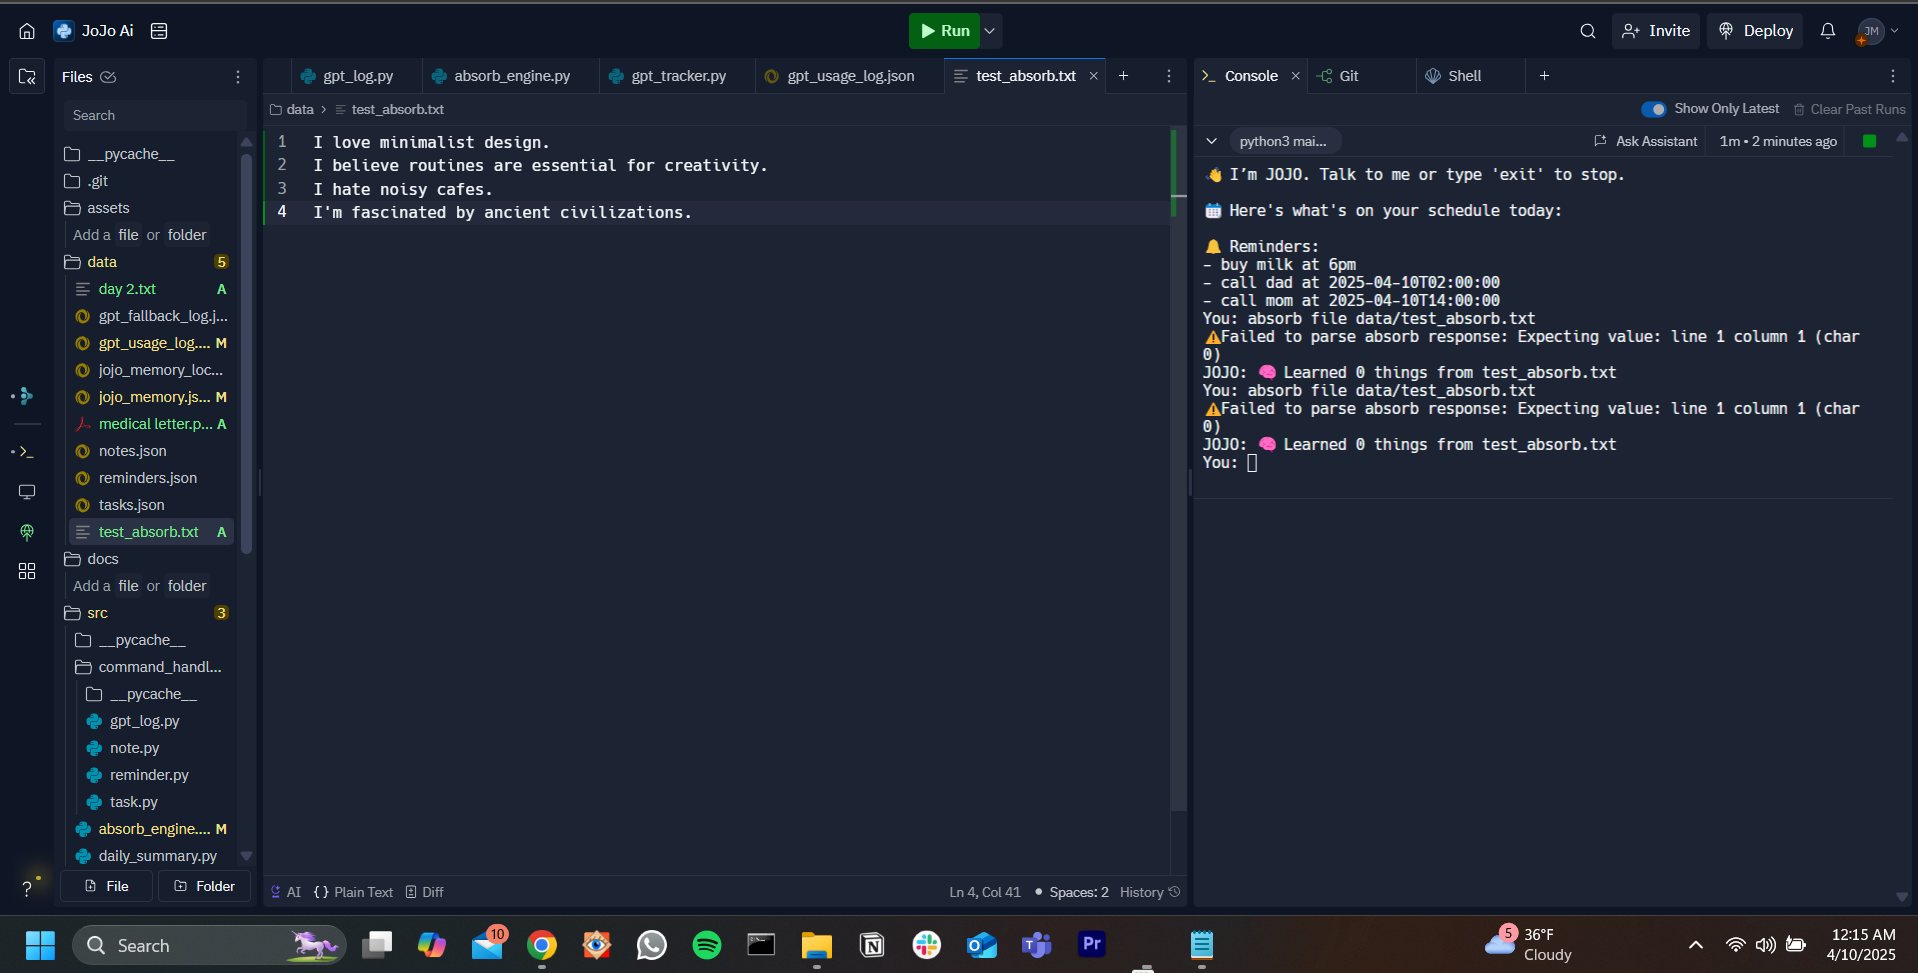 JoJo Ai
Run
Invite
Deploy
JM
Files
gpt_log.py
absorb_engine.py
gpt_tracker.py
gpt_usage_log.json
test_absorb.txt
Console
Git
Shell
Search
data > test_absorb.txt
Show Only Latest
Clear Past Runs
python3 mai...
Ask Assistant
1m • 2 minutes ago
__pycache__
.git
assets
Add a file or folder
data 5
day 2.txt A
gpt_fallback_log.j...
gpt_usage_log.... M
jojo_memory_loc...
jojo_memory.js... M
medical letter.p... A
notes.json
reminders.json
tasks.json
test_absorb.txt A
docs
Add a file or folder
src 3
__pycache__
command_handl...
__pycache__
gpt_log.py
note.py
reminder.py
task.py
absorb_engine.... M
daily_summary.py
File
Folder
1 I love minimalist design.
2 I believe routines are essential for creativity.
3 I hate noisy cafes.
4 I'm fascinated by ancient civilizations.
AI
{} Plain Text
Diff
Ln 4, Col 41
• Spaces: 2
History
👋 I’m JOJO. Talk to me or type 'exit' to stop.
📅 Here's what's on your schedule today:
🔔 Reminders:
- buy milk at 6pm
- call dad at 2025-04-10T02:00:00
- call mom at 2025-04-10T14:00:00
You: absorb file data/test_absorb.txt
⚠️Failed to parse absorb response: Expecting value: line 1 column 1 (char
0)
JOJO: 🧠 Learned 0 things from test_absorb.txt
You: absorb file data/test_absorb.txt
⚠️Failed to parse absorb response: Expecting value: line 1 column 1 (char
0)
JOJO: 🧠 Learned 0 things from test_absorb.txt
You:
?
Search
10
N
T
Pr
5
36°F
Cloudy
12:15 AM
4/10/2025